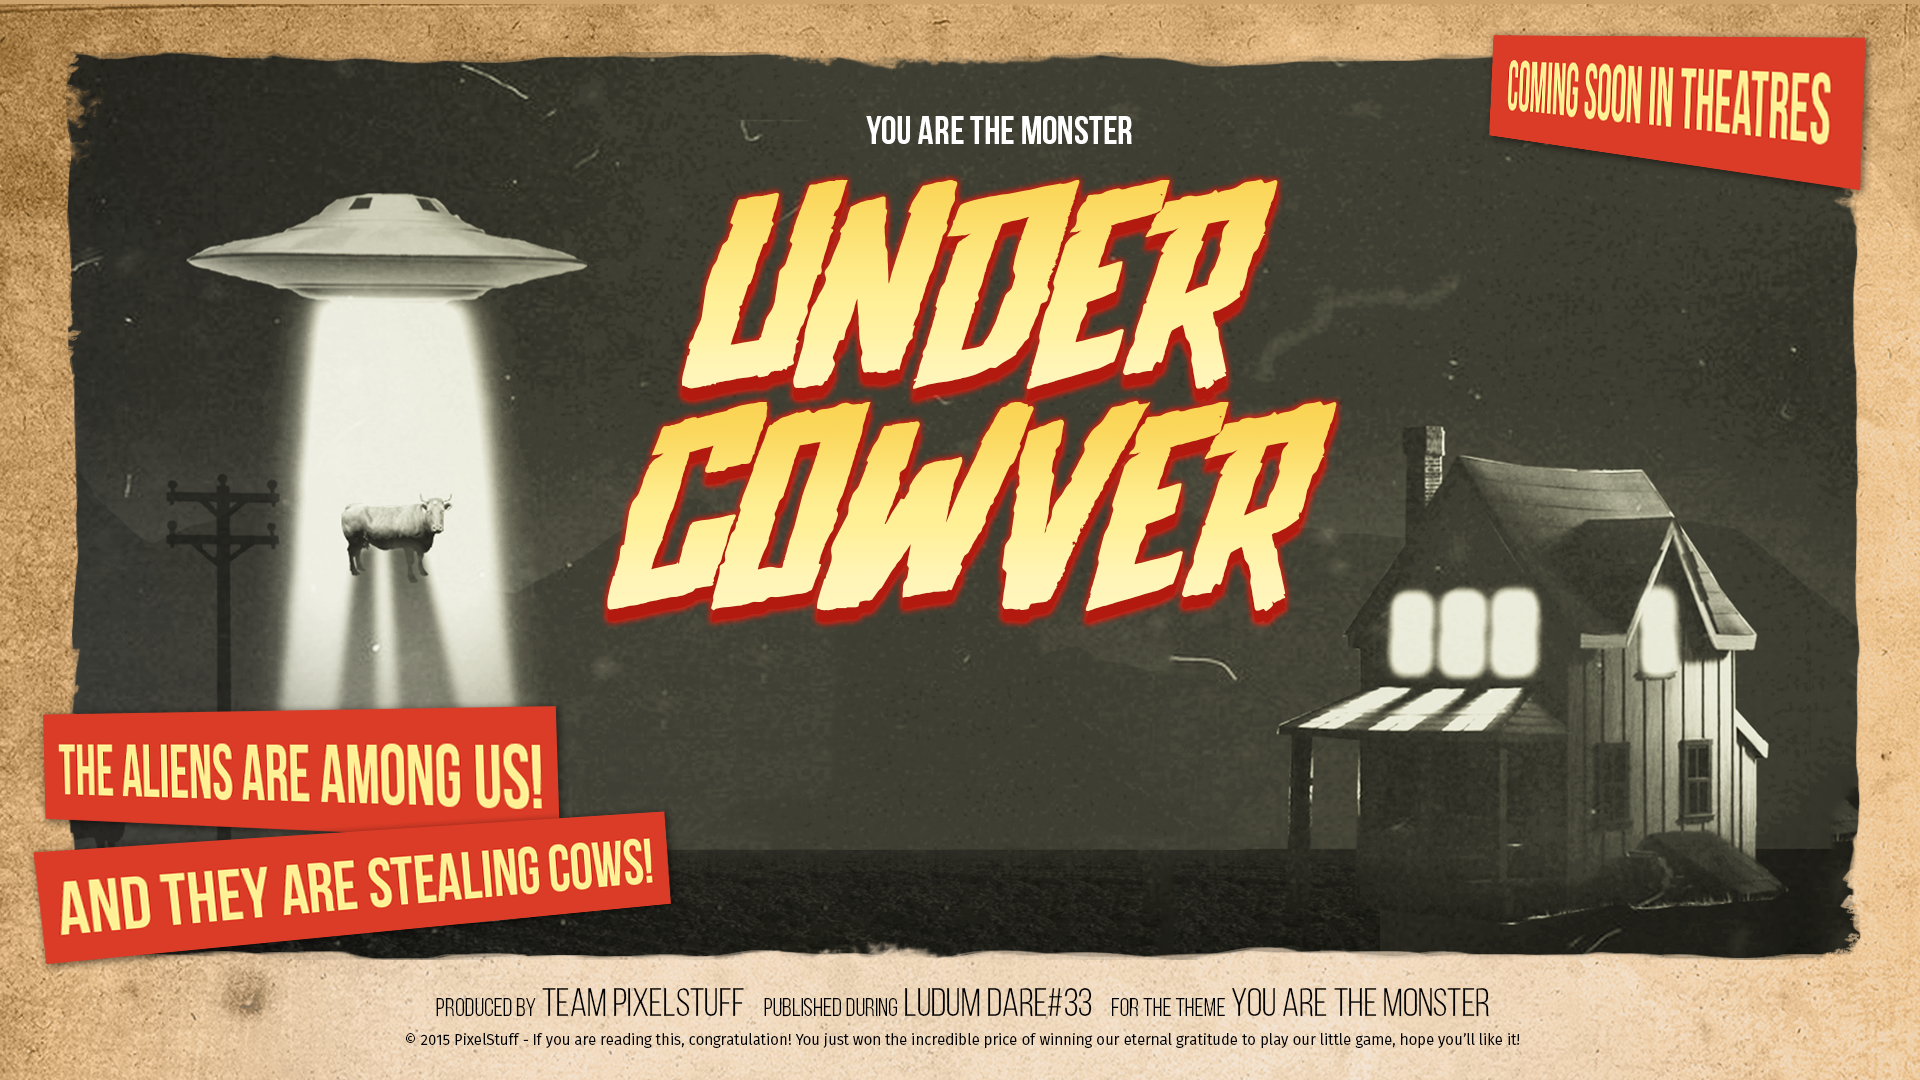 COMING SOON IN THEATRES
YOU ARE THE MONSTER
UNDER
COWVER
THE ALIENS ARE AMONG US!
AND THEY ARE STEALING COWS!
PRODUCED BY TEAM PIXELSTUFF PUBLISHED DURING LUDUM DARE#33 FOR THE THEME YOU ARE THE MONSTER
© 2015 PixelStuff - If you are reading this, congratulation! You just won the incredible price of winning our eternal gratitude to play our little game, hope you'll like it!